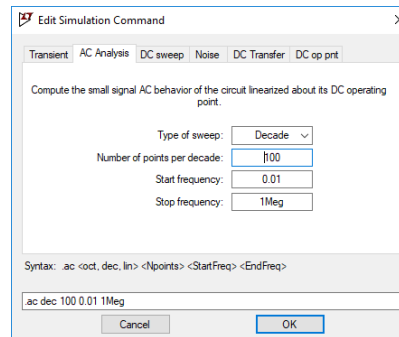 Edit Simulation Command
Transient AC Analysis DC sweep Noise DC Transfer DC op pnt
Compute the small signal AC behavior of the circuit linearized about its DC operating
point.
Type of sweep: Decade
Number of points per decade: 100
Start frequency: 0.01
Stop frequency: 1Meg
Syntax: .ac <oct, dec, lin> <Npoints> <StartFreq> <EndFreq>
.ac dec 100 0.01 1Meg
Cancel OK